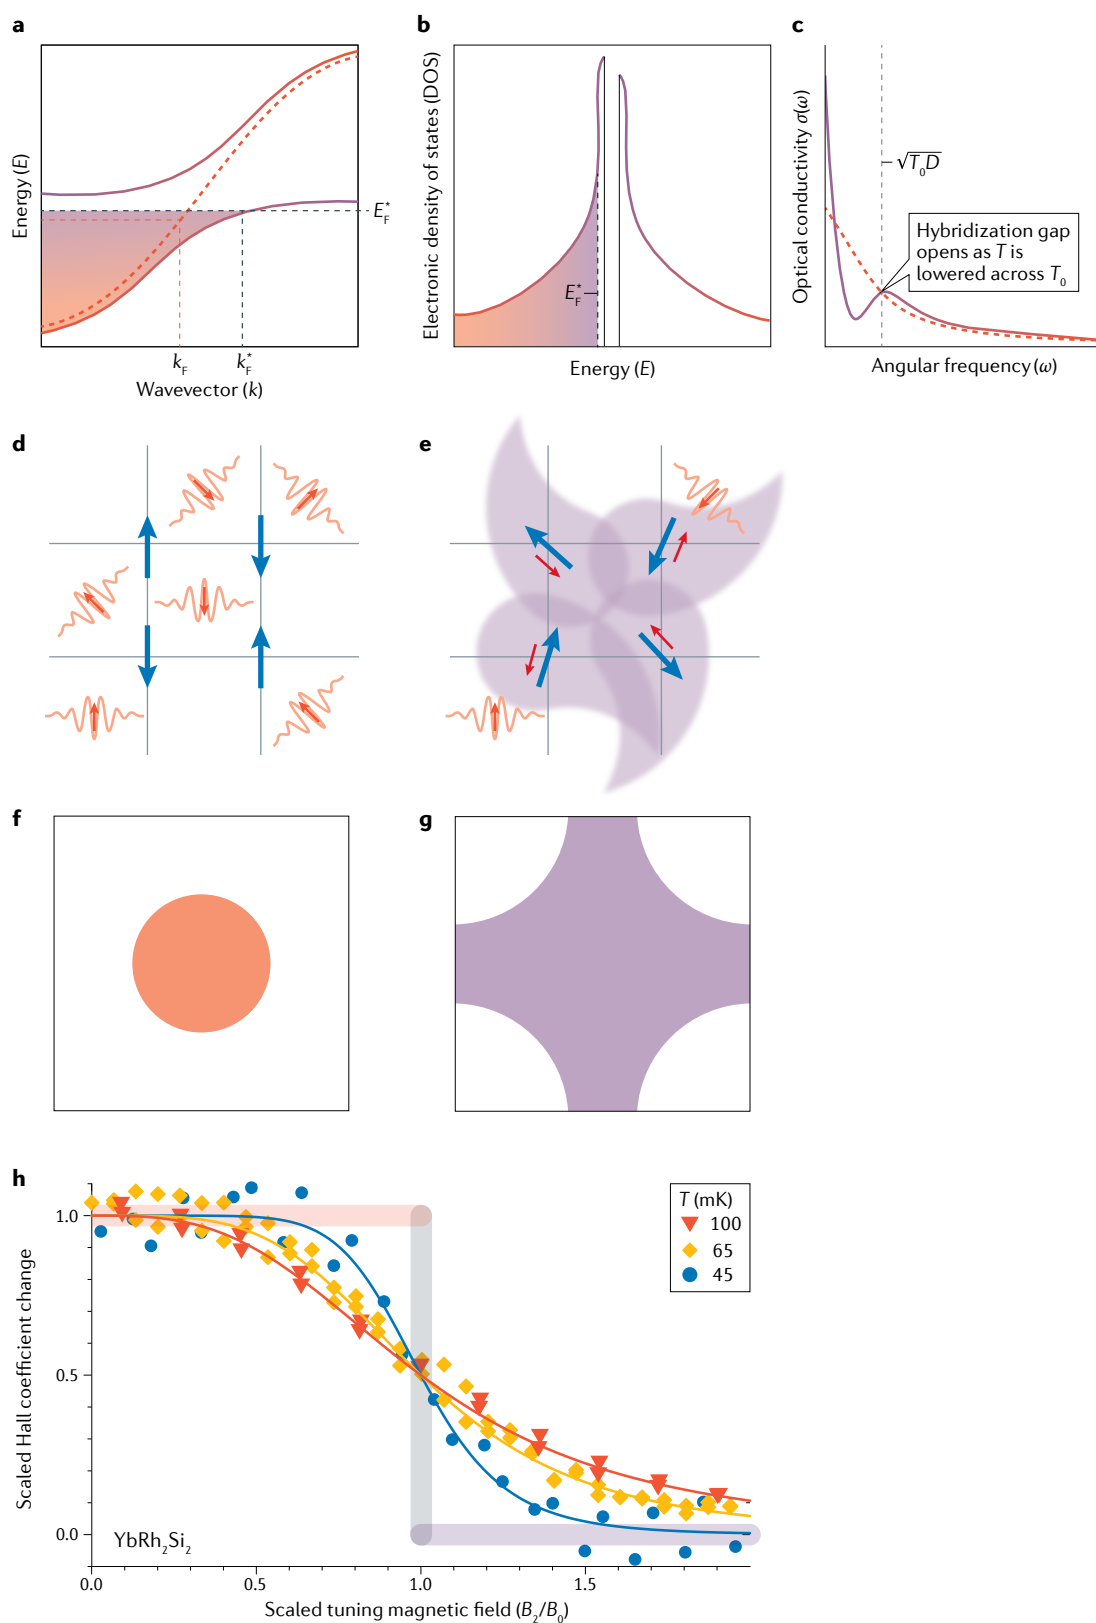 a
Energy (E)
E*F
kF
k*F
Wavevector (k)
b
Electronic density of states (DOS)
E*F
Energy (E)
c
Optical conductivity σ(ω)
√T0D
Hybridization gap
opens as T is
lowered across T0
Angular frequency (ω)
d
e
f
g
h
Scaled Hall coefficient change
1.0
0.5
0.0
T (mK)
100
65
45
YbRh2Si2
0.0
0.5
1.0
1.5
Scaled tuning magnetic field (B2/B0)